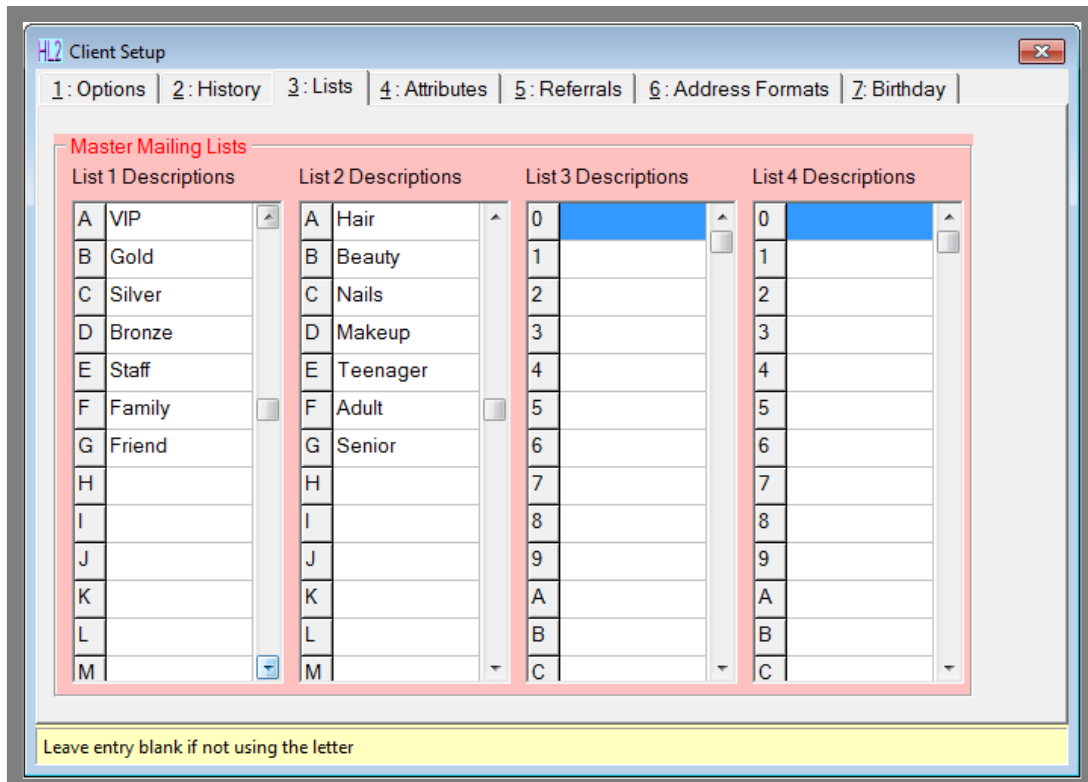 HL2 Client Setup
1: Options 2: History 3: Lists 4: Attributes 5: Referrals 6: Address Formats 7: Birthday
Master Mailing Lists
List 1 Descriptions List 2 Descriptions List 3 Descriptions List 4 Descriptions
A VIP A Hair 0 0
B Gold B Beauty 1 1
C Silver C Nails 2 2
D Bronze D Makeup 3 3
E Staff E Teenager 4 4
F Family F Adult 5 5
G Friend G Senior 6 6
H H 7 7
I I 8 8
J J 9 9
K K A A
L L B B
M M C C
Leave entry blank if not using the letter